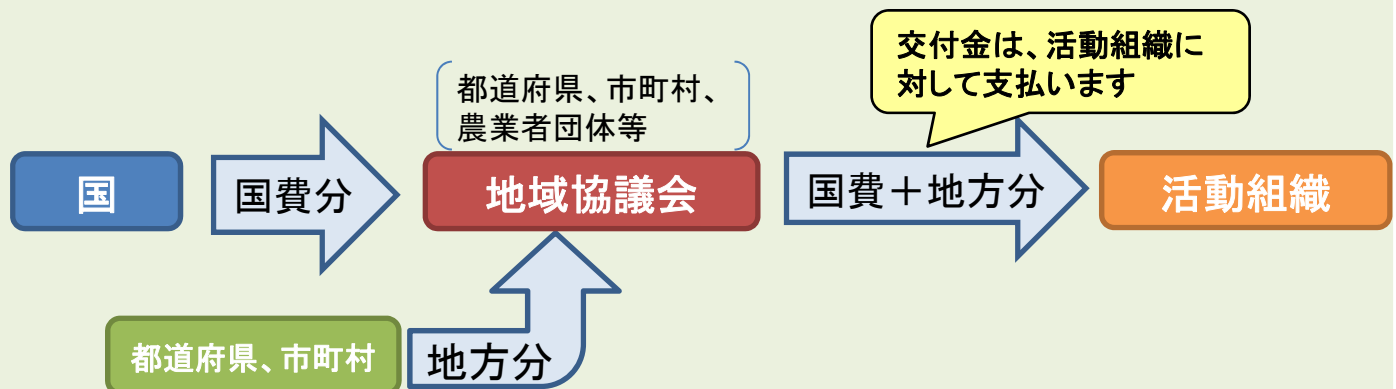 交付金は、活動組織に
対して支払います
都道府県、市町村、
農業者団体等
国
国費分
地域協議会
国費＋地方分
活動組織
都道府県、市町村
地方分